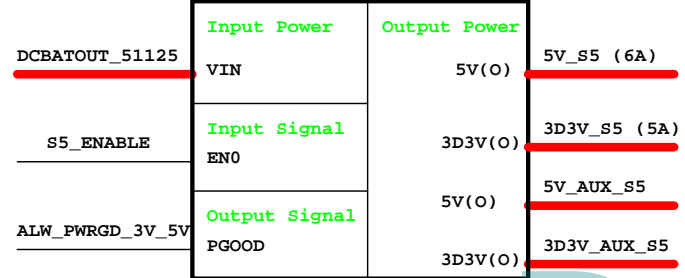 Input Power
Output Power
DCBATOUT_51125
VIN
5V(O)
5V_S5 (6A)
Input Signal
S5_ENABLE
EN0
3D3V(O)
3D3V_S5 (5A)
5V(O)
5V_AUX_S5
Output Signal
ALW_PWRGD_3V_5V
PGOOD
3D3V(O)
3D3V_AUX_S5